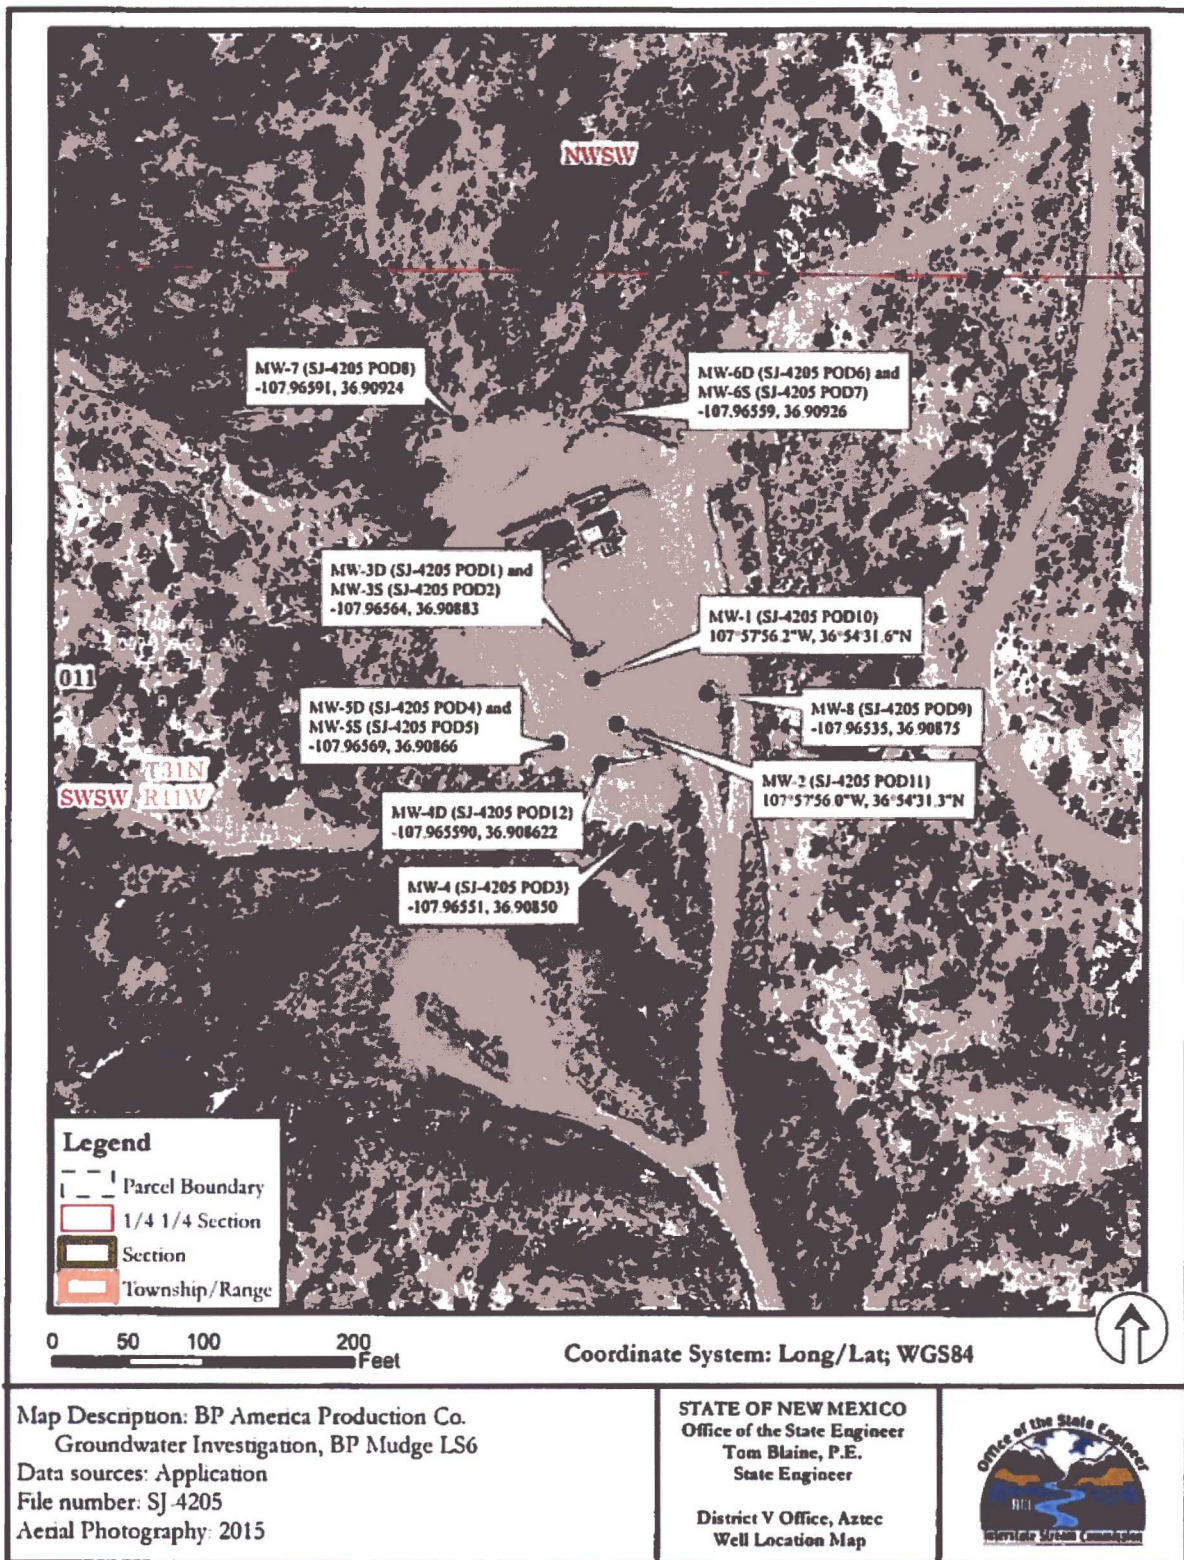 NWSW
MW-7 (SJ-4205 POD8)
-107.96591, 36.90924
MW-6D (SJ-4205 POD6) and
MW-6S (SJ-4205 POD7)
-107.96559, 36.90926
MW-3D (SJ-4205 POD1) and
MW-3S (SJ-4205 POD2)
-107.96564, 36.90883
MW-1 (SJ-4205 POD10)
107°57'56.2"W, 36°54'31.6"N
011
MW-5D (SJ-4205 POD4) and
MW-5S (SJ-4205 POD5)
-107.96569, 36.90866
MW-8 (SJ-4205 POD9)
-107.96535, 36.90875
T31N
SWSW R11W
MW-2 (SJ-4205 POD11)
107°57'56.0"W, 36°54'31.3"N
MW-4D (SJ-4205 POD12)
-107.965590, 36.908622
MW-4 (SJ-4205 POD3)
-107.96551, 36.90850
Legend
Parcel Boundary
1/4 1/4 Section
Section
Township/Range
0 50 100 200
Feet
Coordinate System: Long/Lat; WGS84
Map Description: BP America Production Co.
Groundwater Investigation, BP Mudge LS6
Data sources: Application
File number: SJ-4205
Aerial Photography: 2015
STATE OF NEW MEXICO
Office of the State Engineer
Tom Blaine, P.E.
State Engineer
District V Office, Aztec
Well Location Map
Office of the State Engineer
Interstate Stream Commission